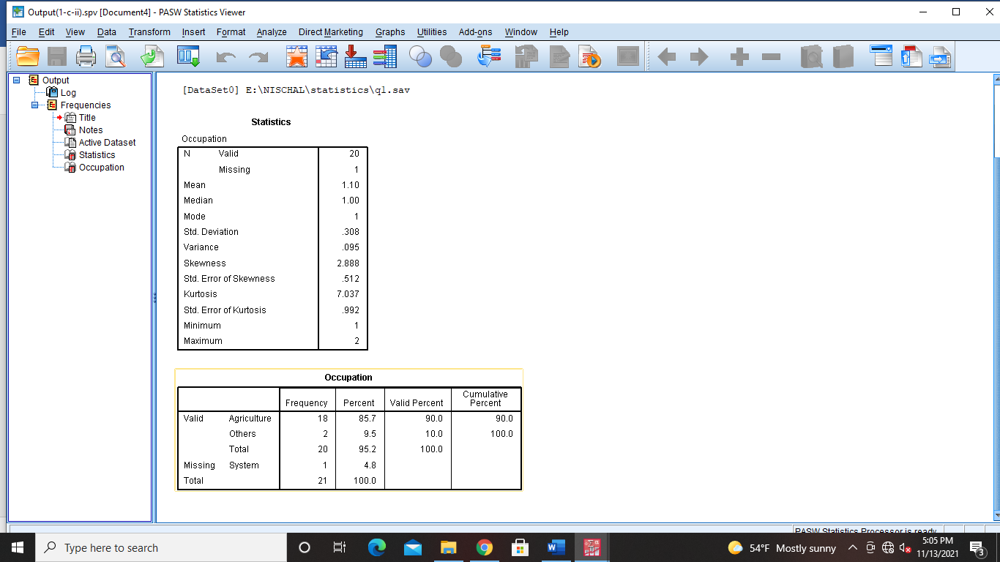 Output(1-c-ii).spv [Document4] - PASW Statistics Viewer
File Edit View Data Transform Insert Format Analyze Direct Marketing Graphs Utilities Add-ons Window Help
Output
Log
Frequencies
Title
Notes
Active Dataset
Statistics
Occupation
[DataSet0] E:\NISCHAL\statistics\q1.sav
Statistics
Occupation
N Valid 20
Missing 1
Mean 1.10
Median 1.00
Mode 1
Std. Deviation .308
Variance .095
Skewness 2.888
Std. Error of Skewness .512
Kurtosis 7.037
Std. Error of Kurtosis .992
Minimum 1
Maximum 2
Occupation
Frequency Percent Valid Percent Cumulative Percent
Valid Agriculture 18 85.7 90.0 90.0
Others 2 9.5 10.0 100.0
Total 20 95.2 100.0
Missing System 1 4.8
Total 21 100.0
PASW Statistics Processor is ready
Type here to search
54°F Mostly sunny
5:05 PM
11/13/2021
3